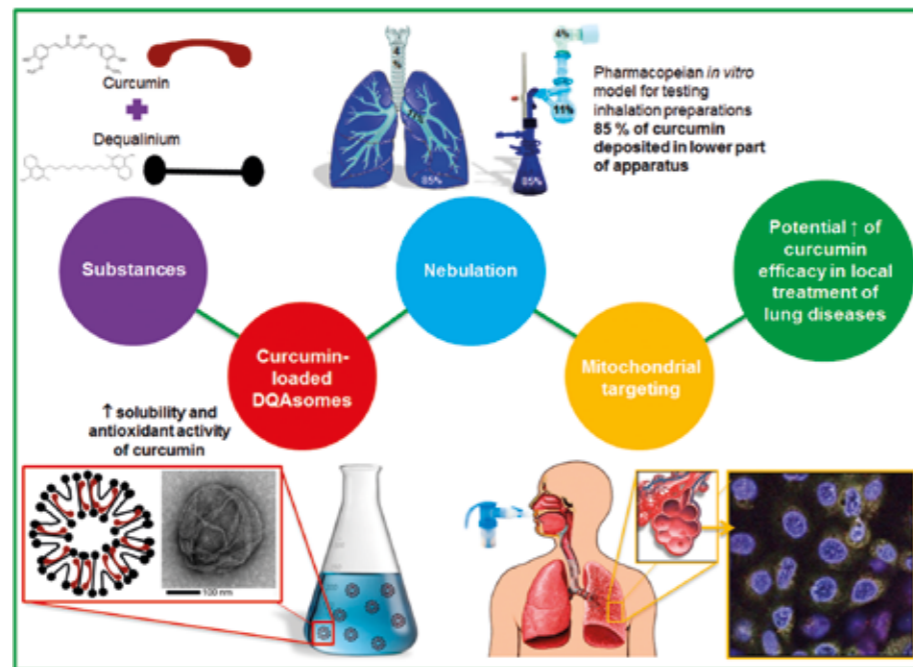 Curcumin
Dequalinium
4
%
11%
85%
4%
11%
85%
Pharmacopeian in vitro
model for testing
inhalation preparations
85 % of curcumin
deposited in lower part
of apparatus
Substances
Nebulation
Potential ↑ of
curcumin
efficacy in local
treatment of
lung diseases
Curcumin-
loaded
DQAsomes
Mitochondrial
targeting
↑ solubility and
antioxidant activity
of curcumin
100 nm